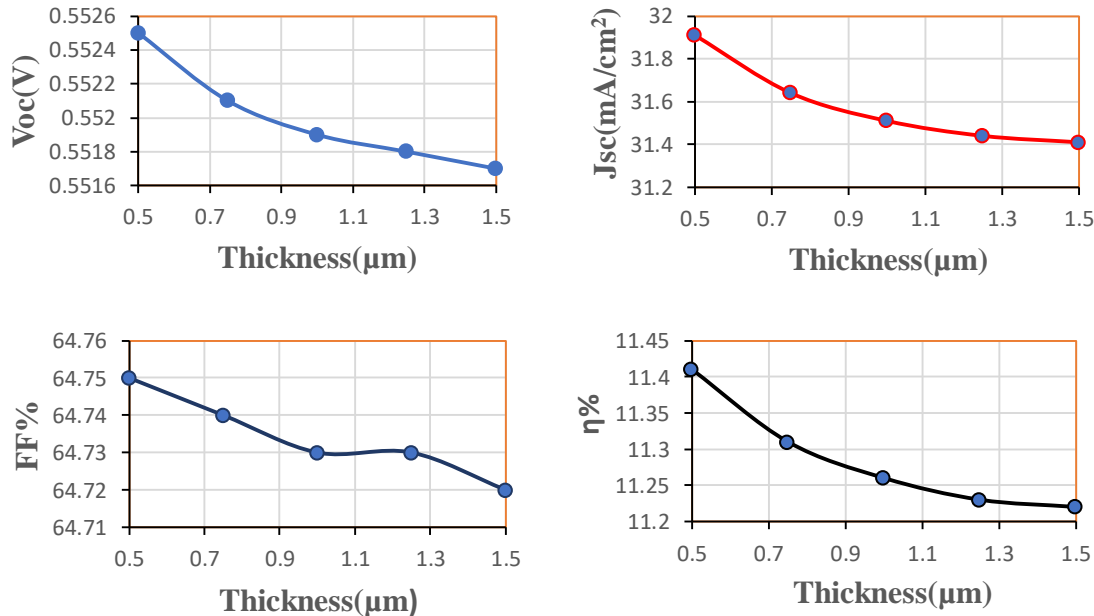 Voc(V)
0.5526
0.5524
0.5522
0.552
0.5518
0.5516
0.5 0.7 0.9 1.1 1.3 1.5
Thickness(µm)
Jsc(mA/cm²)
32
31.8
31.6
31.4
31.2
0.5 0.7 0.9 1.1 1.3 1.5
Thickness(µm)
FF%
64.76
64.75
64.74
64.73
64.72
64.71
0.5 0.7 0.9 1.1 1.3 1.5
Thickness(µm)
η%
11.45
11.4
11.35
11.3
11.25
11.2
0.5 0.7 0.9 1.1 1.3 1.5
Thickness(µm)